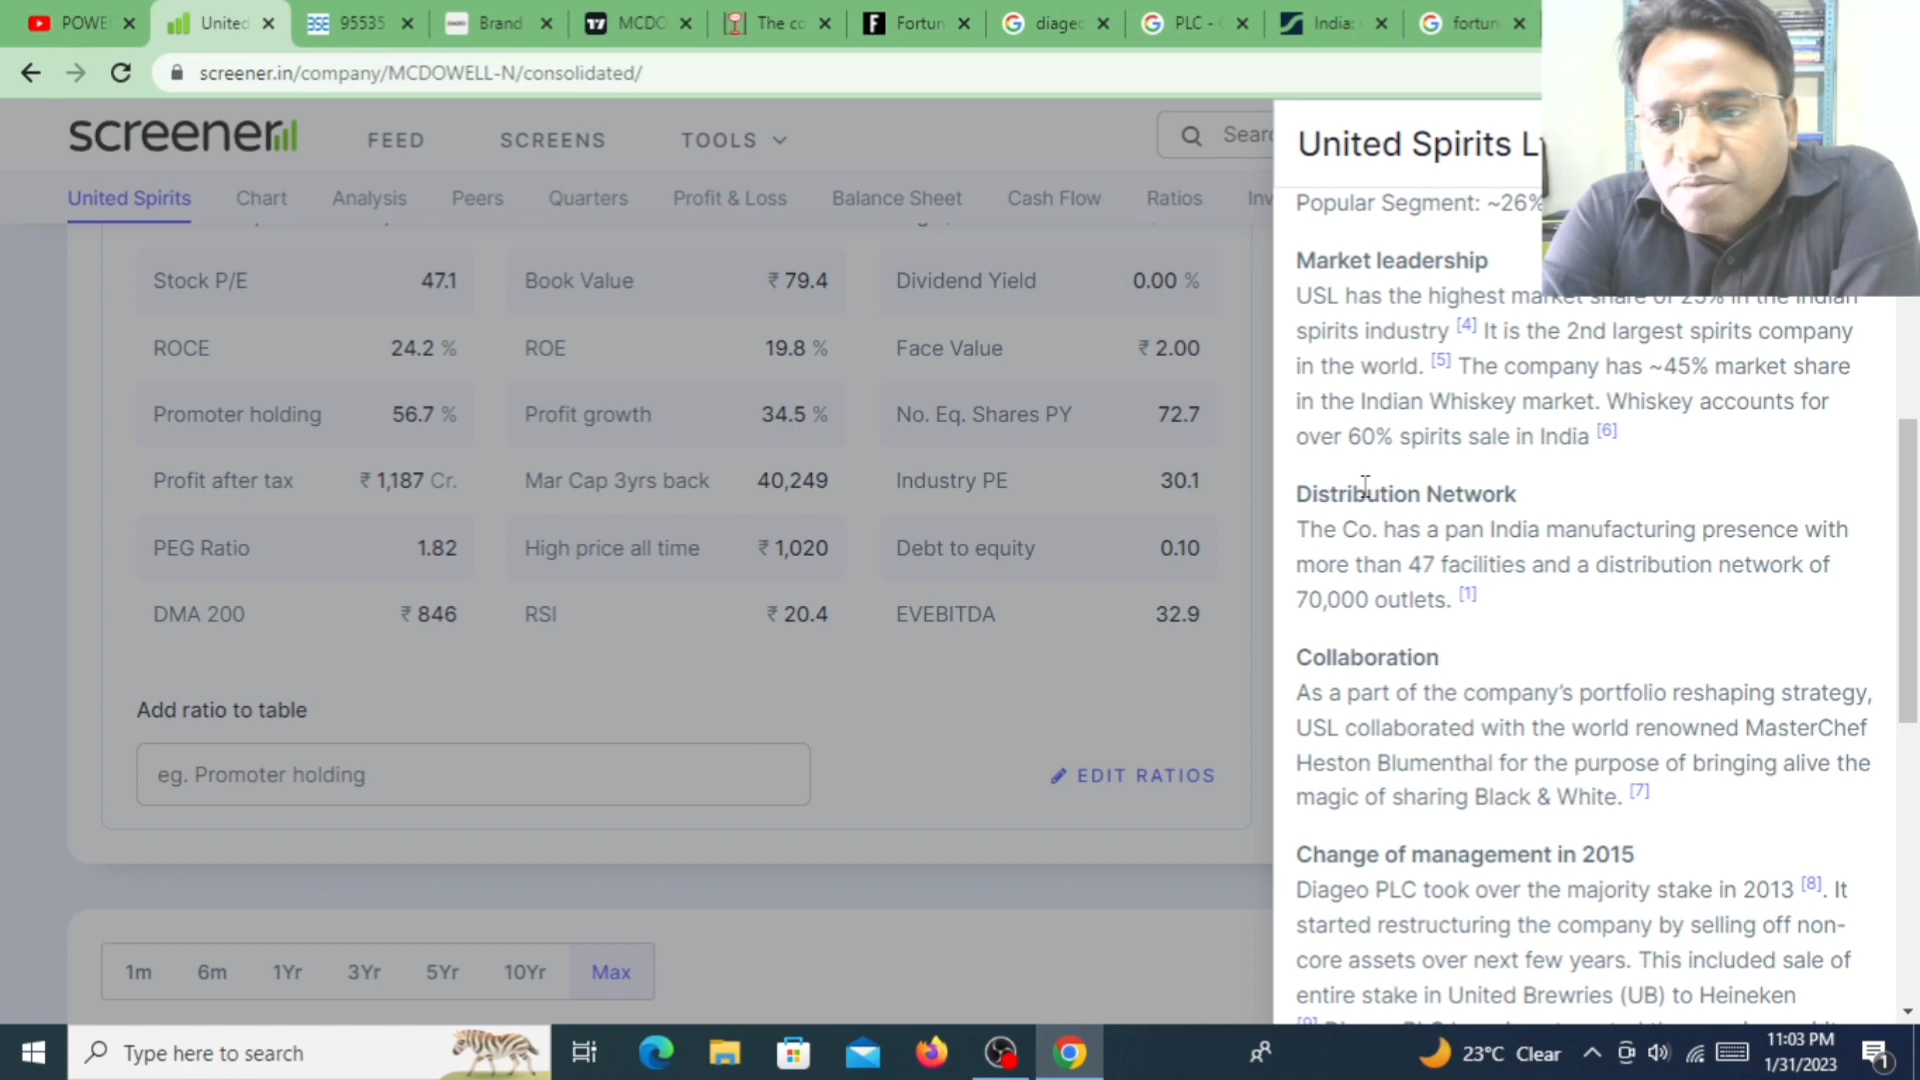 POWE
United
BSE 95535
Brand
MCDO
The co
Fortun
diageo
PLC - G
India:
fortun
screener.in/company/MCDOWELL-N/consolidated/
screener
FEED
SCREENS
TOOLS
Searc
United Spirits
Chart
Analysis
Peers
Quarters
Profit & Loss
Balance Sheet
Cash Flow
Ratios
Inv
Stock P/E 47.1
Book Value ₹ 79.4
Dividend Yield 0.00 %
ROCE 24.2 %
ROE 19.8 %
Face Value ₹ 2.00
Promoter holding 56.7 %
Profit growth 34.5 %
No. Eq. Shares PY 72.7
Profit after tax ₹ 1,187 Cr.
Mar Cap 3yrs back 40,249
Industry PE 30.1
PEG Ratio 1.82
High price all time ₹ 1,020
Debt to equity 0.10
DMA 200 ₹ 846
RSI ₹ 20.4
EVEBITDA 32.9
Add ratio to table
eg. Promoter holding
EDIT RATIOS
1m 6m 1Yr 3Yr 5Yr 10Yr Max
United Spirits L
Popular Segment: ~26%
Market leadership
USL has the highest market share of 25% in the Indian
spirits industry [4] It is the 2nd largest spirits company
in the world. [5] The company has ~45% market share
in the Indian Whiskey market. Whiskey accounts for
over 60% spirits sale in India [6]
Distribution Network
The Co. has a pan India manufacturing presence with
more than 47 facilities and a distribution network of
70,000 outlets. [1]
Collaboration
As a part of the company's portfolio reshaping strategy,
USL collaborated with the world renowned MasterChef
Heston Blumenthal for the purpose of bringing alive the
magic of sharing Black & White. [7]
Change of management in 2015
Diageo PLC took over the majority stake in 2013 [8]. It
started restructuring the company by selling off non-
core assets over next few years. This included sale of
entire stake in United Brewries (UB) to Heineken
Type here to search
23°C Clear
11:03 PM
1/31/2023
1